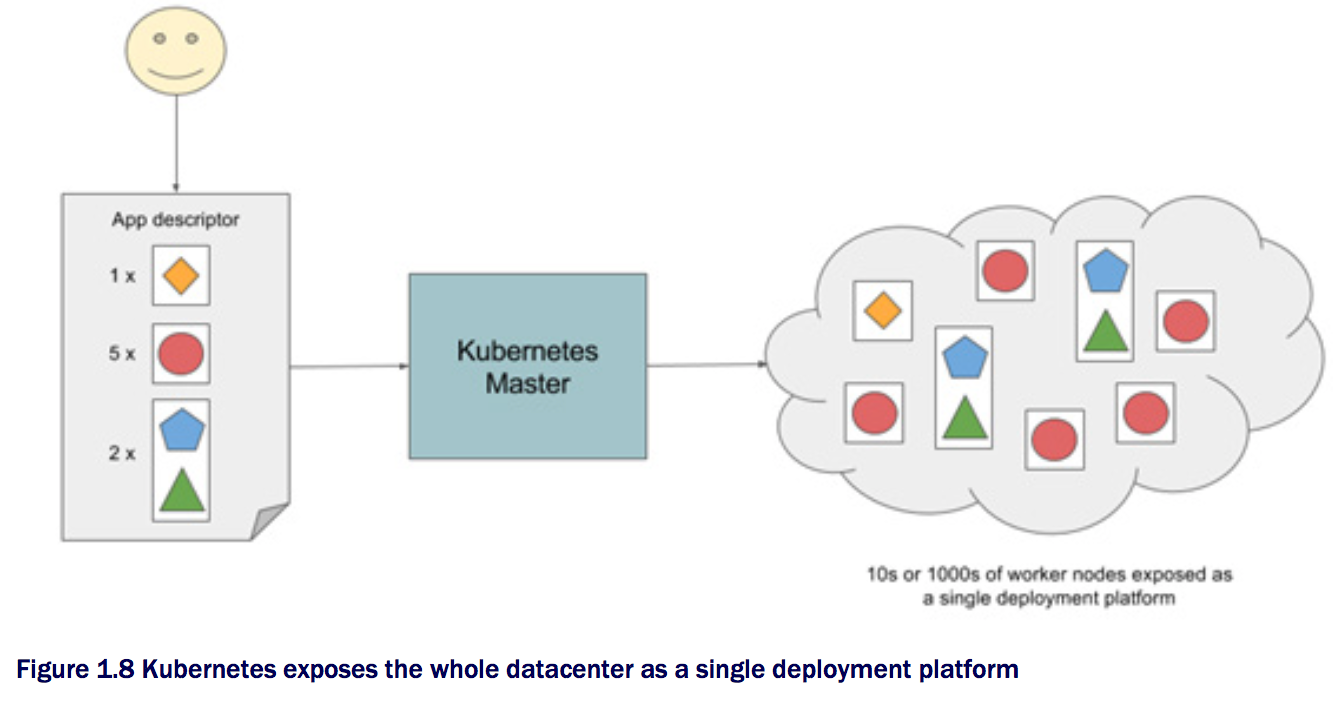 App descriptor
1 x
5 x
2 x
Kubernetes
Master
10s or 1000s of worker nodes exposed as
a single deployment platform
Figure 1.8 Kubernetes exposes the whole datacenter as a single deployment platform